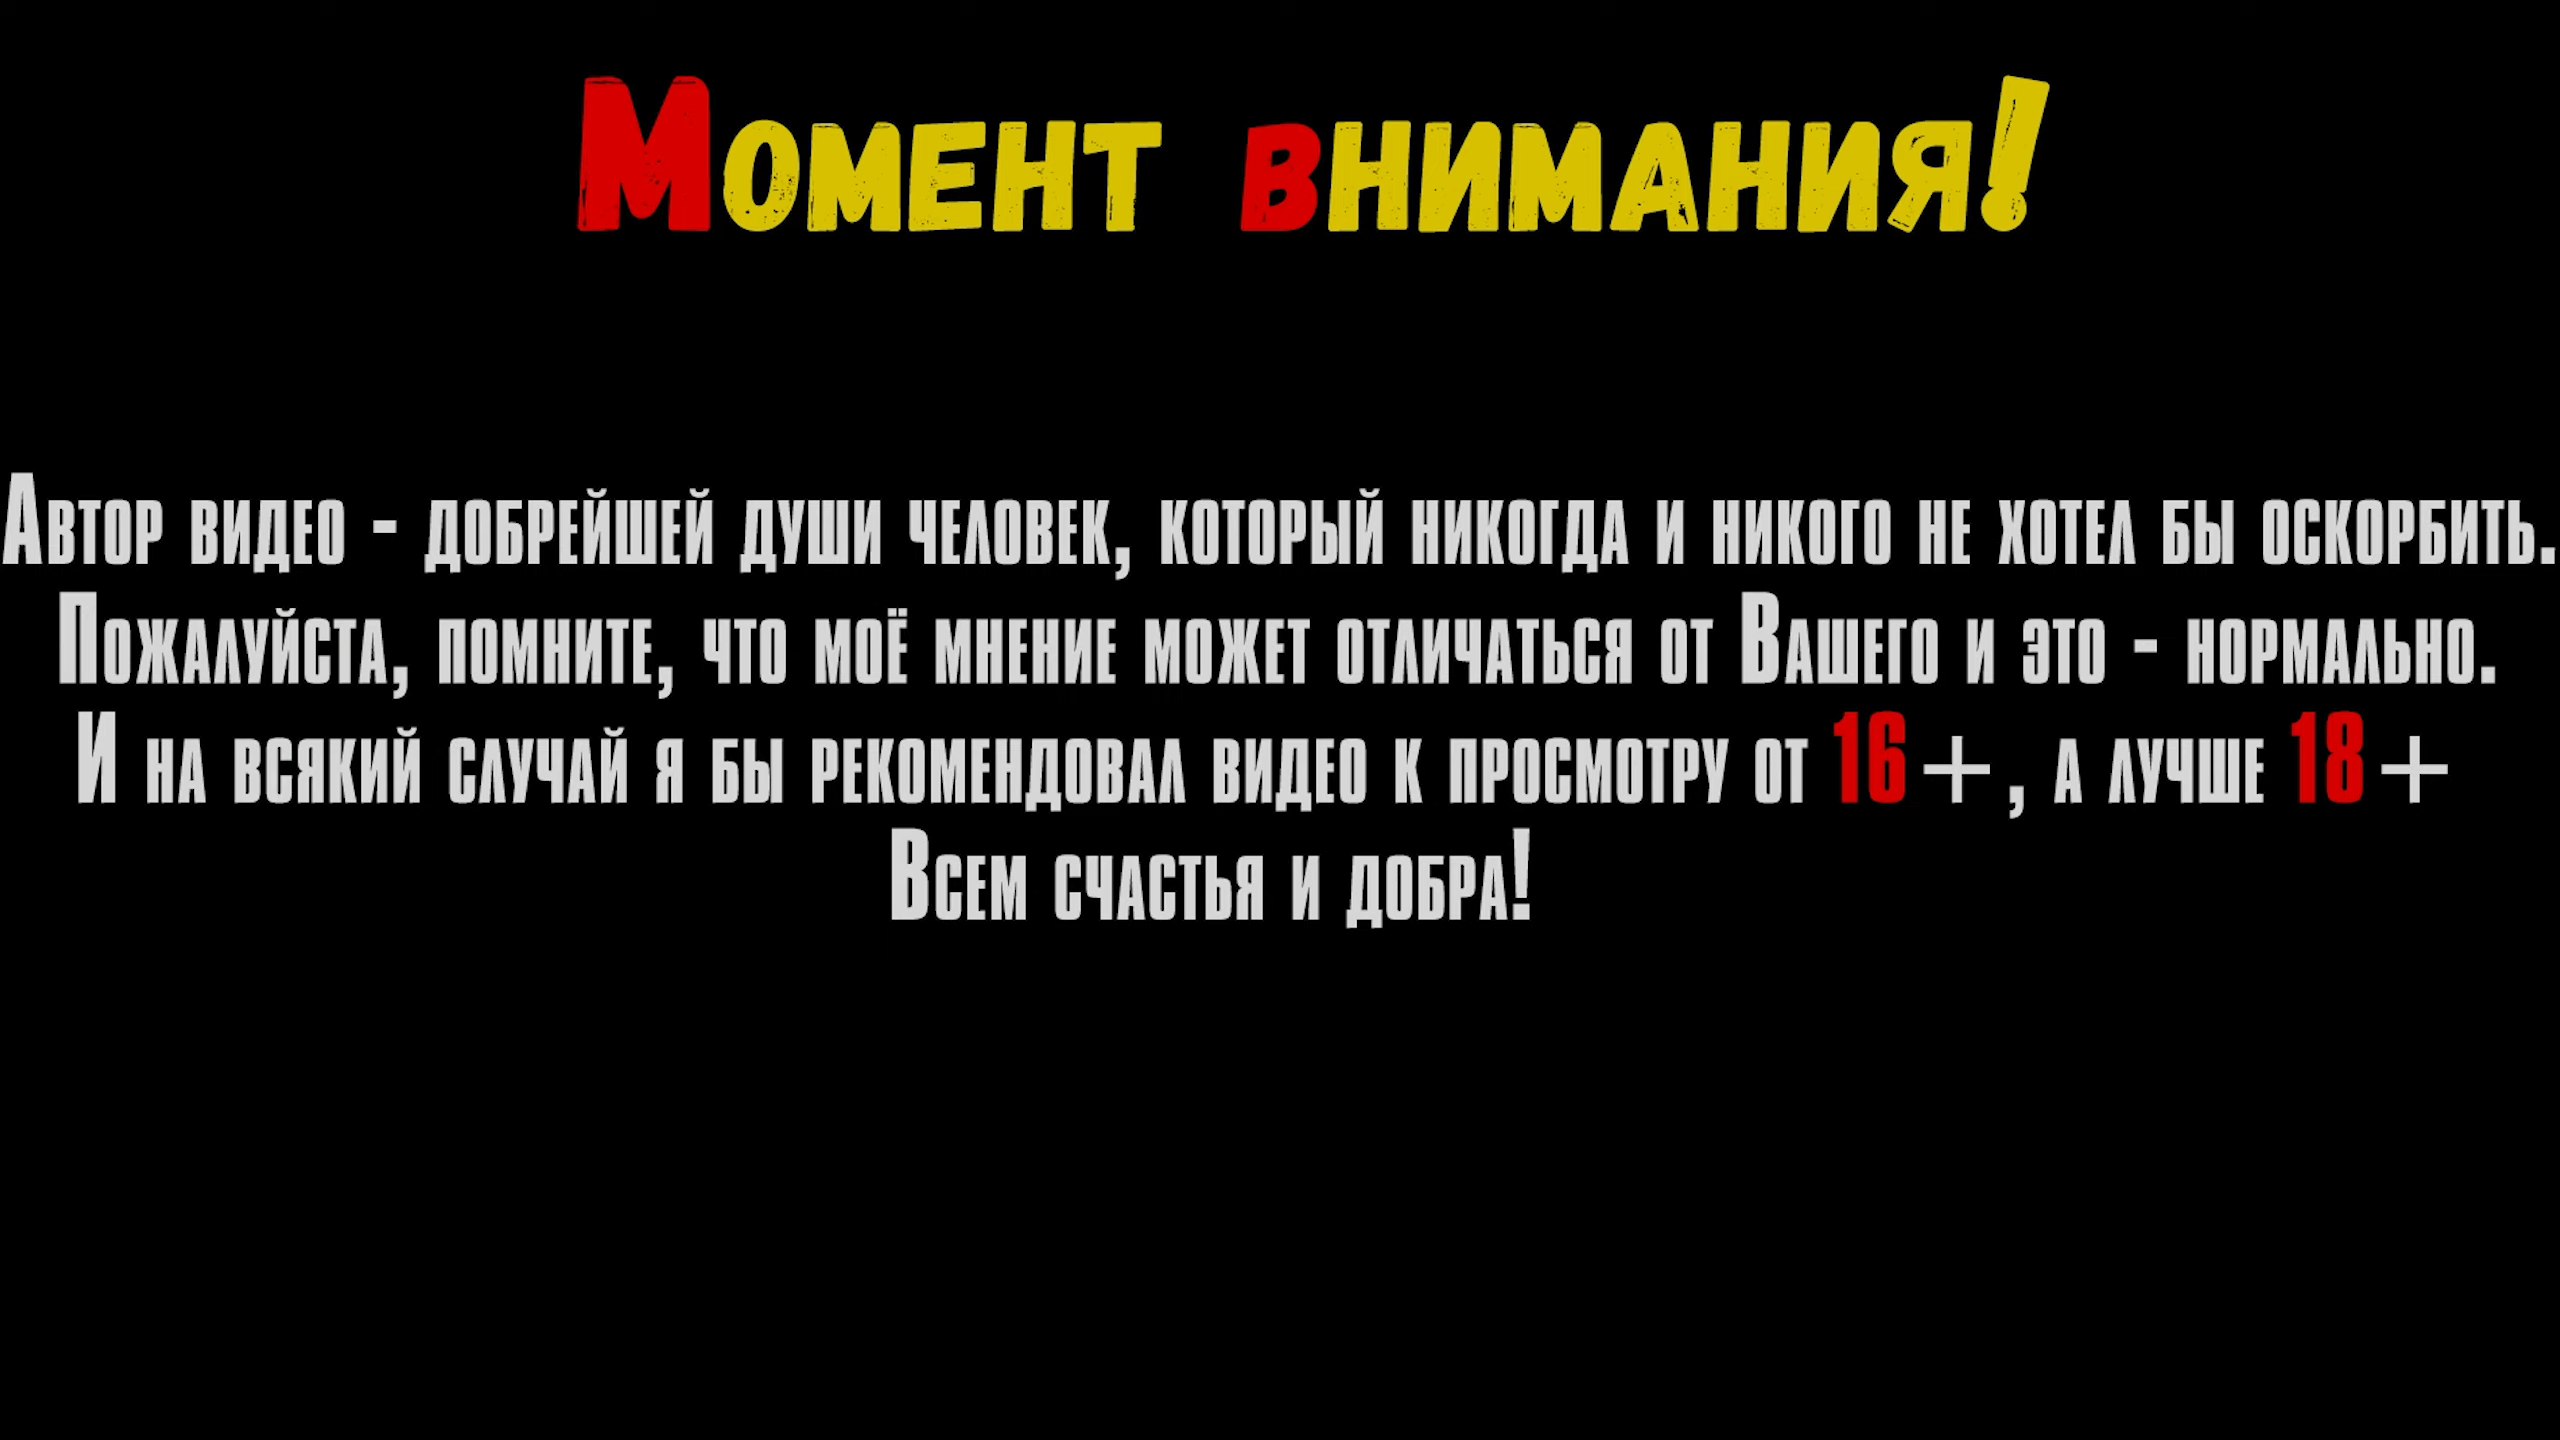 Момент внимания!
Автор видео - добрейшей души человек, который никогда и никого не хотел бы оскорбить.
Пожалуйста, помните, что моё мнение может отличаться от Вашего и это - нормально.
И на всякий случай я бы рекомендовал видео к просмотру от 16+, а лучше 18+
Всем счастья и добра!